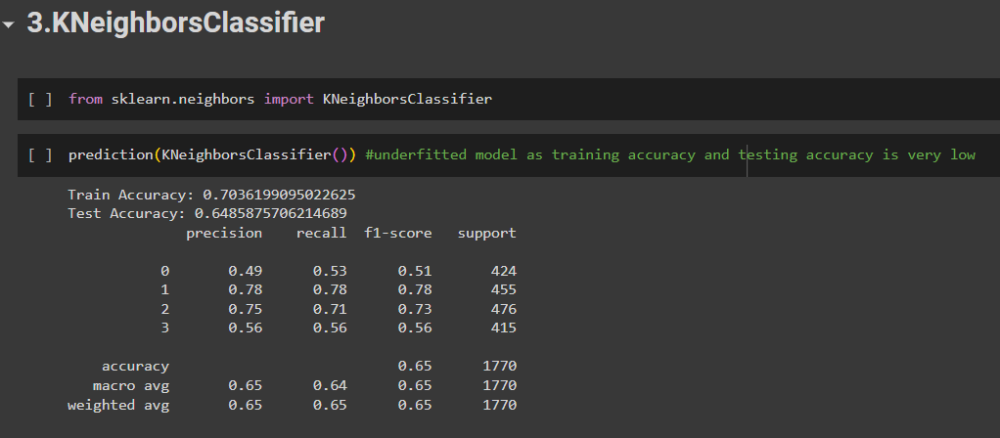 3.KNeighborsClassifier
[ ] from sklearn.neighbors import KNeighborsClassifier
[ ] prediction(KNeighborsClassifier()) #underfitted model as training accuracy and testing accuracy is very low
Train Accuracy: 0.7036199095022625
Test Accuracy: 0.6485875706214689
precision recall f1-score support
0 0.49 0.53 0.51 424
1 0.78 0.78 0.78 455
2 0.75 0.71 0.73 476
3 0.56 0.56 0.56 415
accuracy 0.65 1770
macro avg 0.65 0.64 0.65 1770
weighted avg 0.65 0.65 0.65 1770